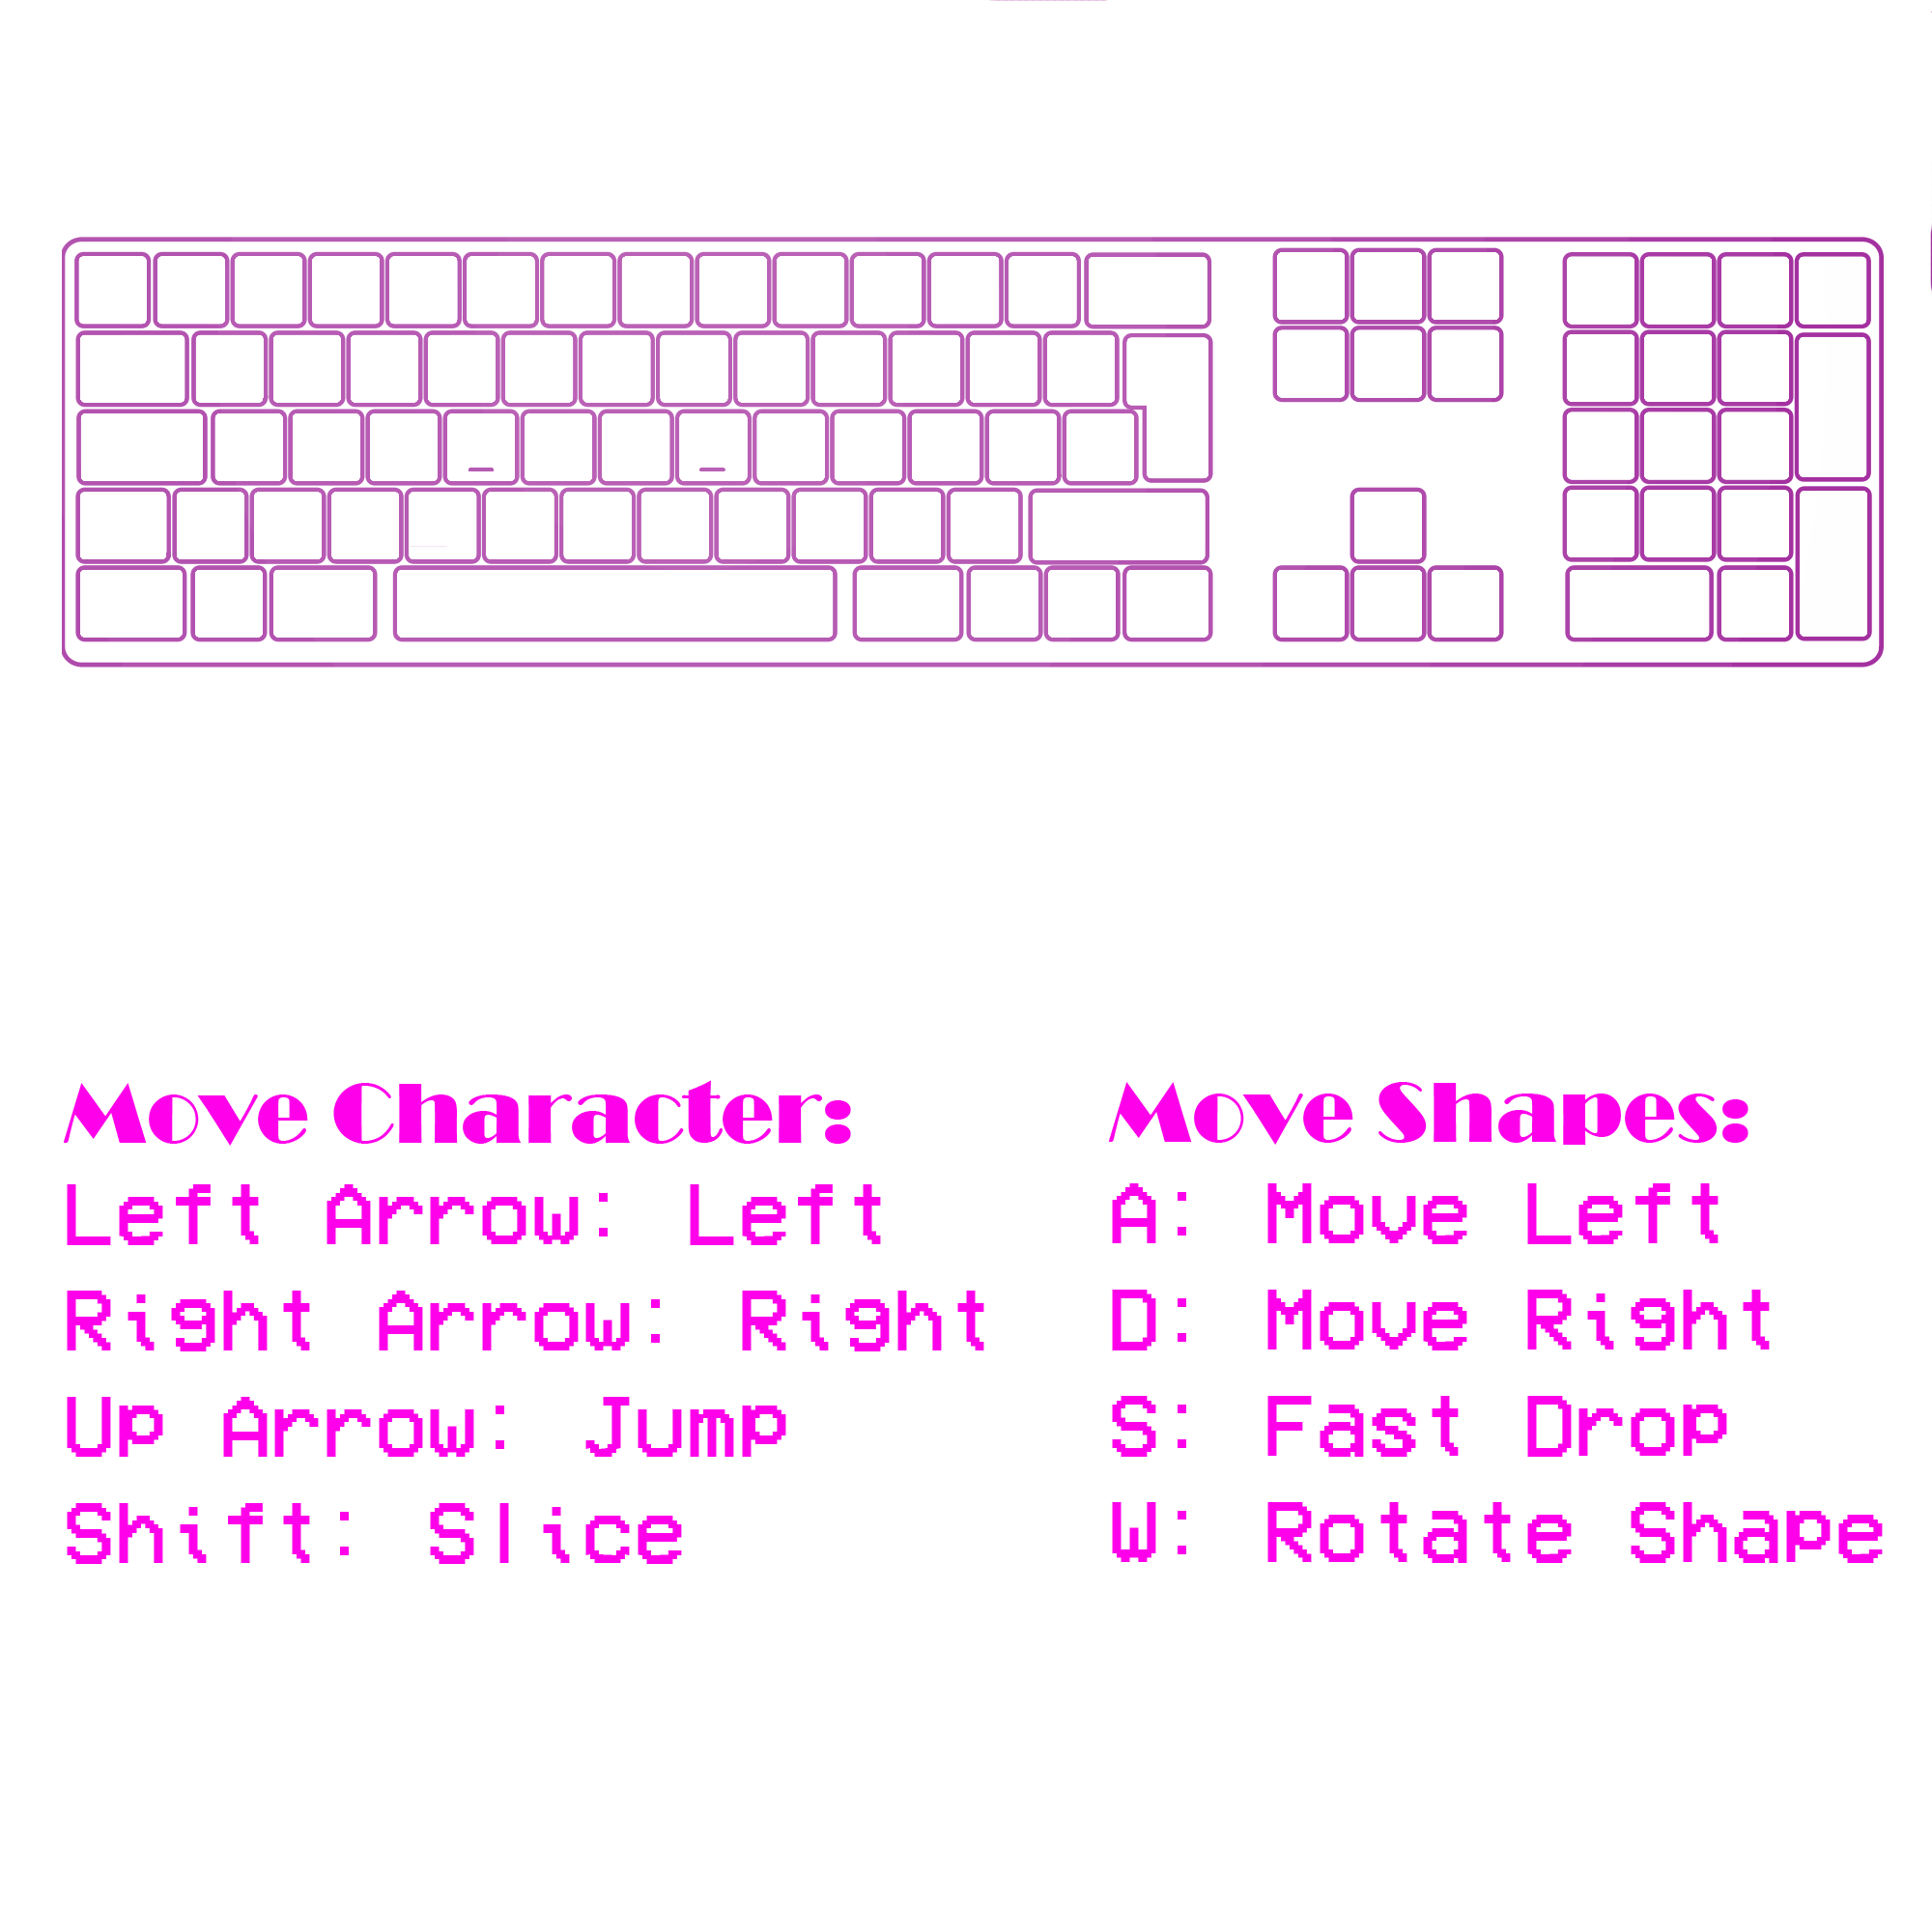 Move Character:
Left Arrow: Left
Right Arrow: Right
Up Arrow: Jump
Shift: Slice
Move Shapes:
A: Move Left
D: Move Right
S: Fast Drop
W: Rotate Shape